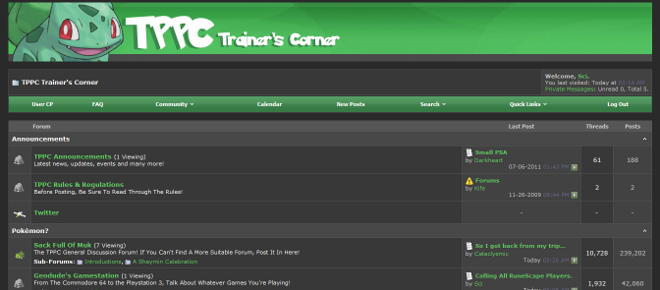 TPPC Trainer's Corner
TPPC Trainer's Corner
Welcome, Sci.
You last visited: Today at
Private Messages: Unread 0, Total 5.
User CP FAQ Community Calendar New Posts Search Quick Links Log Out
Forum Last Post Threads Posts
Announcements
TPPC Announcements (1 Viewing)
Latest news, updates, events and many more!
Small PSA
by Darkheart
07-06-2011 01:43 PM
61 188
TPPC Rules & Regulations
Before Posting, Be Sure To Read Through The Rules!
Forums
by Kife
11-26-2009 08:44 PM
2 2
Twitter - - -
Pokémon?
Sack Full Of Muk (7 Viewing)
The TPPC General Discussion Forum! If You Can't Find A More Suitable Forum, Post It In Here!
Sub-Forums: Introductions, A Shaymin Celebration
So I got back from my trip...
by Cataclysmic
Today
10,728 239,202
Geodude's Gamestation (1 Viewing)
From The Commodore 64 to the Playstation 3, Talk About Whatever Games You're Playing!
Calling All RuneScape Players.
by Sci
Today
1,932 42,868